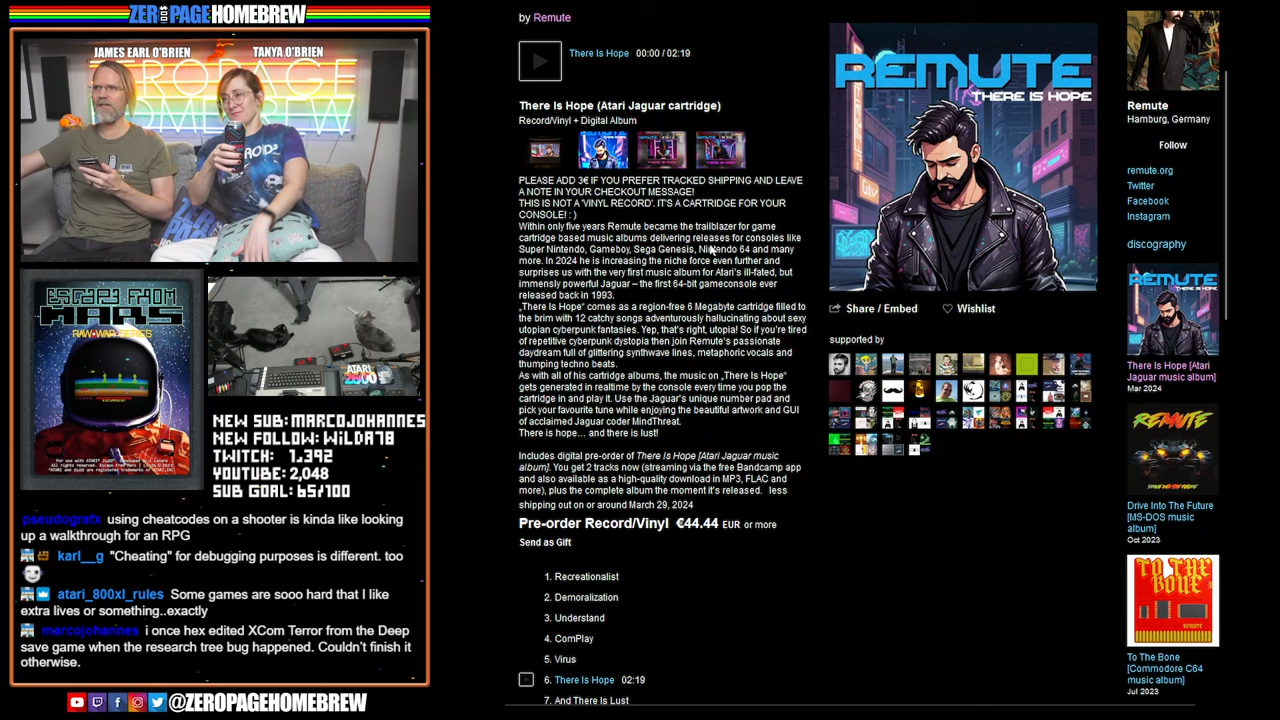 ZEROPAGEHOMEBREW
JAMES EARL O'BRIEN
TANYA O'BRIEN
ESCAPE FROM
MARS
RAW WAR SERIES
ATARI
2600
NEW SUB: MARCOJOHANNES
NEW FOLLOW: WILDA78
TWITCH: 1,392
YOUTUBE: 2,048
SUB GOAL: 65/100
pseudografx using cheatcodes on a shooter is kinda like looking
up a walkthrough for an RPG
karl__g "Cheating" for debugging purposes is different. too
atari_800xl_rules Some games are sooo hard that I like
extra lives or something..exactly
marcojohannes i once hex edited XCom Terror from the Deep
save game when the research tree bug happened. Couldn't finish it
otherwise.
@ZEROPAGEHOMEBREW
by Remute
There Is Hope 00:00 / 02:19
There Is Hope (Atari Jaguar cartridge)
Record/Vinyl + Digital Album
PLEASE ADD 3€ IF YOU PREFER TRACKED SHIPPING AND LEAVE
A NOTE IN YOUR CHECKOUT MESSAGE!
THIS IS NOT A 'VINYL RECORD'. IT'S A CARTRIDGE FOR YOUR
CONSOLE! : )
Within only five years Remute became the trailblazer for game
cartridge based music albums delivering releases for consoles like
Super Nintendo, Gameboy, Sega Genesis, Nintendo 64 and many
more. In 2024 he is increasing the niche force even further and
surprises us with the very first music album for Atari's ill-fated, but
immensely powerful Jaguar – the first 64-bit gameconsole ever
released back in 1993.
„There Is Hope“ comes as a region-free 6 Megabyte cartridge filled to
the brim with 12 catchy songs adventurously hallucinating about sexy
utopian cyberpunk fantasies. Yep, that's right, utopia! So if you're tired
of repetitive cyberpunk dystopia then join Remute's passionate
daydream full of glittering synthwave lines, metaphoric vocals and
thumping techno beats.
As with all of his cartridge albums, the music on „There Is Hope“
gets generated in realtime by the console every time you pop the
cartridge in and play it. Use the Jaguar's unique number pad and
pick your favourite tune while enjoying the beautiful artwork and GUI
of acclaimed Jaguar coder MindThreat.
There is hope… and there is lust!
Includes digital pre-order of There Is Hope [Atari Jaguar music
album]. You get 2 tracks now (streaming via the free Bandcamp app
and also available as a high-quality download in MP3, FLAC and
more), plus the complete album the moment it's released. less
shipping out on or around March 29, 2024
Pre-order Record/Vinyl €44.44 EUR or more
Send as Gift
1. Recreationalist
2. Demoralization
3. Understand
4. ComPlay
5. Virus
6. There Is Hope 02:19
7. And There Is Lust
REMUTE
THERE IS HOPE
Share / Embed
Wishlist
supported by
Remute
Hamburg, Germany
Follow
remute.org
Twitter
Facebook
Instagram
discography
REMUTE
THERE IS HOPE
There Is Hope [Atari
Jaguar music album]
Mar 2024
REMUTE
Drive Into The Future
[MS-DOS music
album]
Oct 2023
TO THE
BONE
REMUTE
To The Bone
[Commodore C64
music album]
Jul 2023